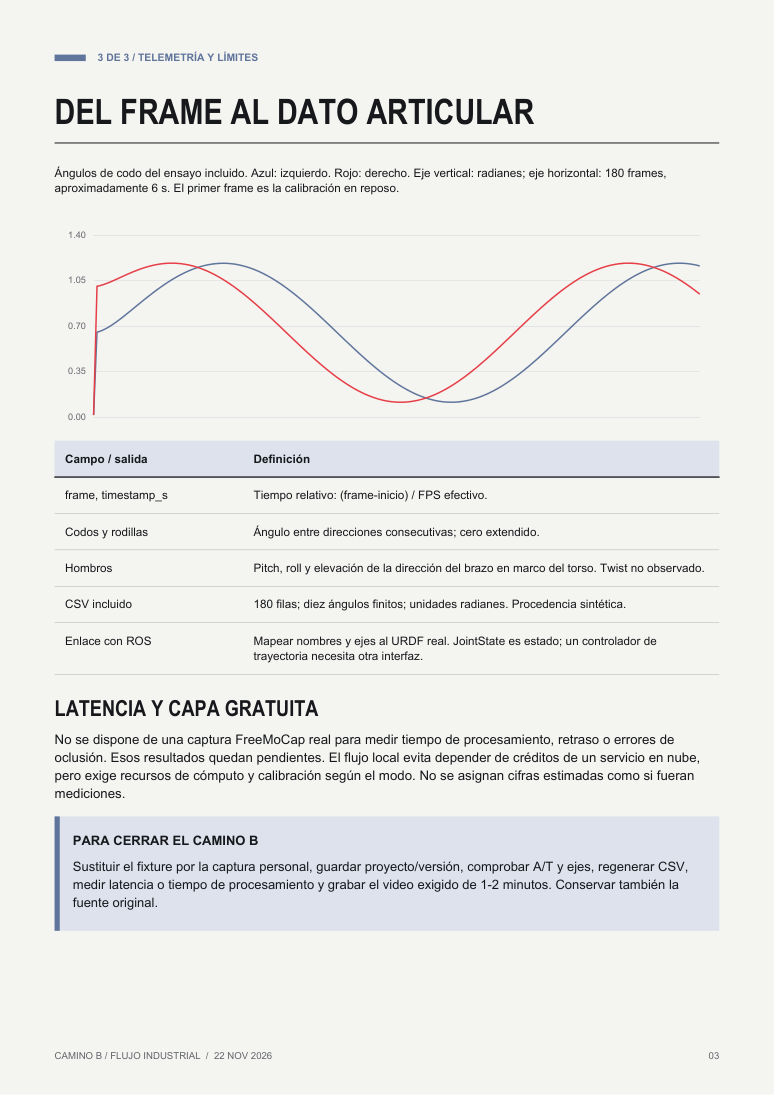 3 DE 3 / TELEMETRÍA Y LÍMITES
DEL FRAME AL DATO ARTICULAR
Ángulos de codo del ensayo incluido. Azul: izquierdo. Rojo: derecho. Eje vertical: radianes; eje horizontal: 180 frames,
aproximadamente 6 s. El primer frame es la calibración en reposo.
1.40
1.05
0.70
0.35
0.00
Campo / salida Definición
frame, timestamp_s Tiempo relativo: (frame-inicio) / FPS efectivo.
Codos y rodillas Ángulo entre direcciones consecutivas; cero extendido.
Hombros Pitch, roll y elevación de la dirección del brazo en marco del torso. Twist no observado.
CSV incluido 180 filas; diez ángulos finitos; unidades radianes. Procedencia sintética.
Enlace con ROS Mapear nombres y ejes al URDF real. JointState es estado; un controlador de
trayectoria necesita otra interfaz.
LATENCIA Y CAPA GRATUITA
No se dispone de una captura FreeMoCap real para medir tiempo de procesamiento, retraso o errores de
oclusión. Esos resultados quedan pendientes. El flujo local evita depender de créditos de un servicio en nube,
pero exige recursos de cómputo y calibración según el modo. No se asignan cifras estimadas como si fueran
mediciones.
PARA CERRAR EL CAMINO B
Sustituir el fixture por la captura personal, guardar proyecto/versión, comprobar A/T y ejes, regenerar CSV,
medir latencia o tiempo de procesamiento y grabar el video exigido de 1-2 minutos. Conservar también la
fuente original.
CAMINO B / FLUJO INDUSTRIAL / 22 NOV 2026 03